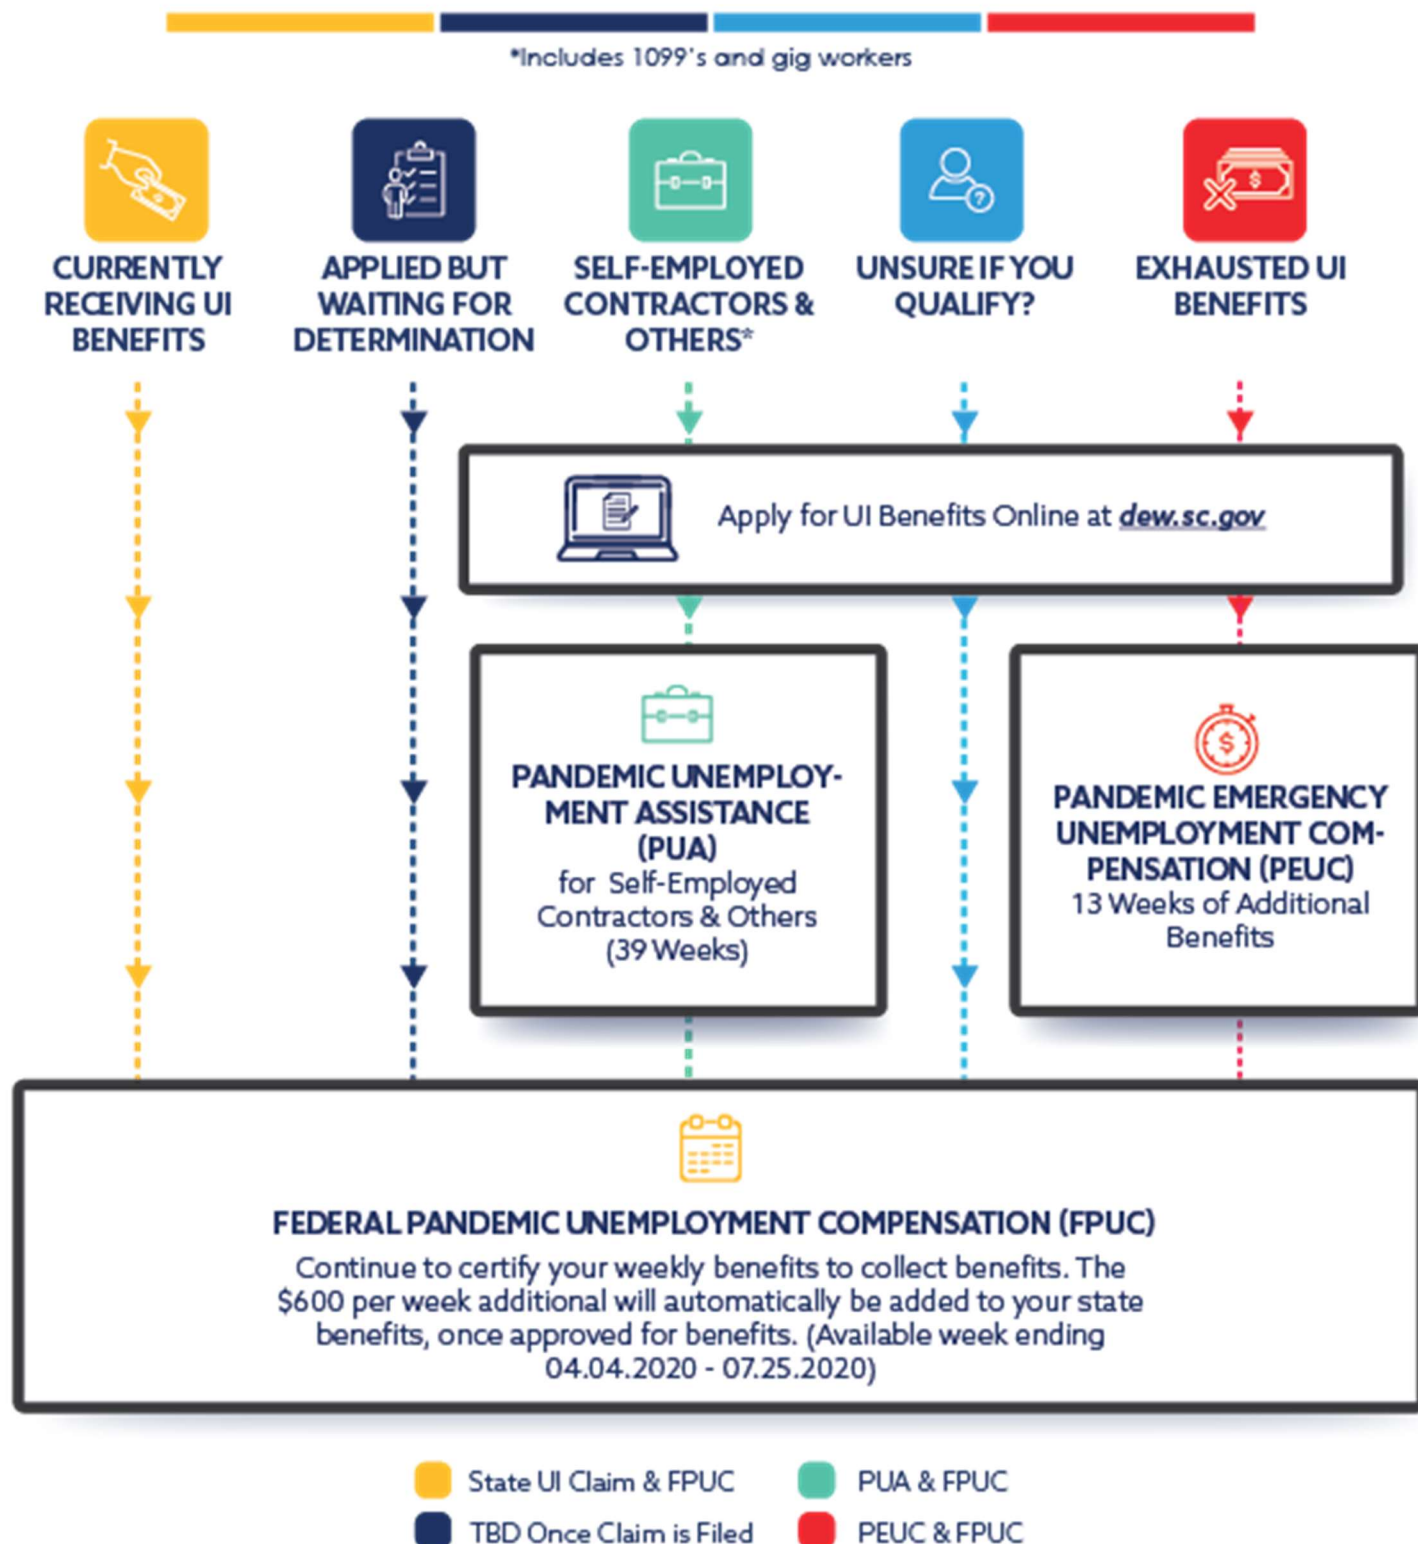 *Includes 1099's and gig workers
CURRENTLY
RECEIVING UI
BENEFITS
APPLIED BUT
WAITING FOR
DETERMINATION
SELF-EMPLOYED
CONTRACTORS &
OTHERS*
UNSURE IF YOU
QUALIFY?
EXHAUSTED UI
BENEFITS
Apply for UI Benefits Online at dew.sc.gov
PANDEMIC UNEMPLOY-
MENT ASSISTANCE
(PUA)
for Self-Employed
Contractors & Others
(39 Weeks)
PANDEMIC EMERGENCY
UNEMPLOYMENT COM-
PENSATION (PEUC)
13 Weeks of Additional
Benefits
FEDERAL PANDEMIC UNEMPLOYMENT COMPENSATION (FPUC)
Continue to certify your weekly benefits to collect benefits. The
$600 per week additional will automatically be added to your state
benefits, once approved for benefits. (Available week ending
04.04.2020 - 07.25.2020)
State UI Claim & FPUC
PUA & FPUC
TBD Once Claim is Filed
PEUC & FPUC